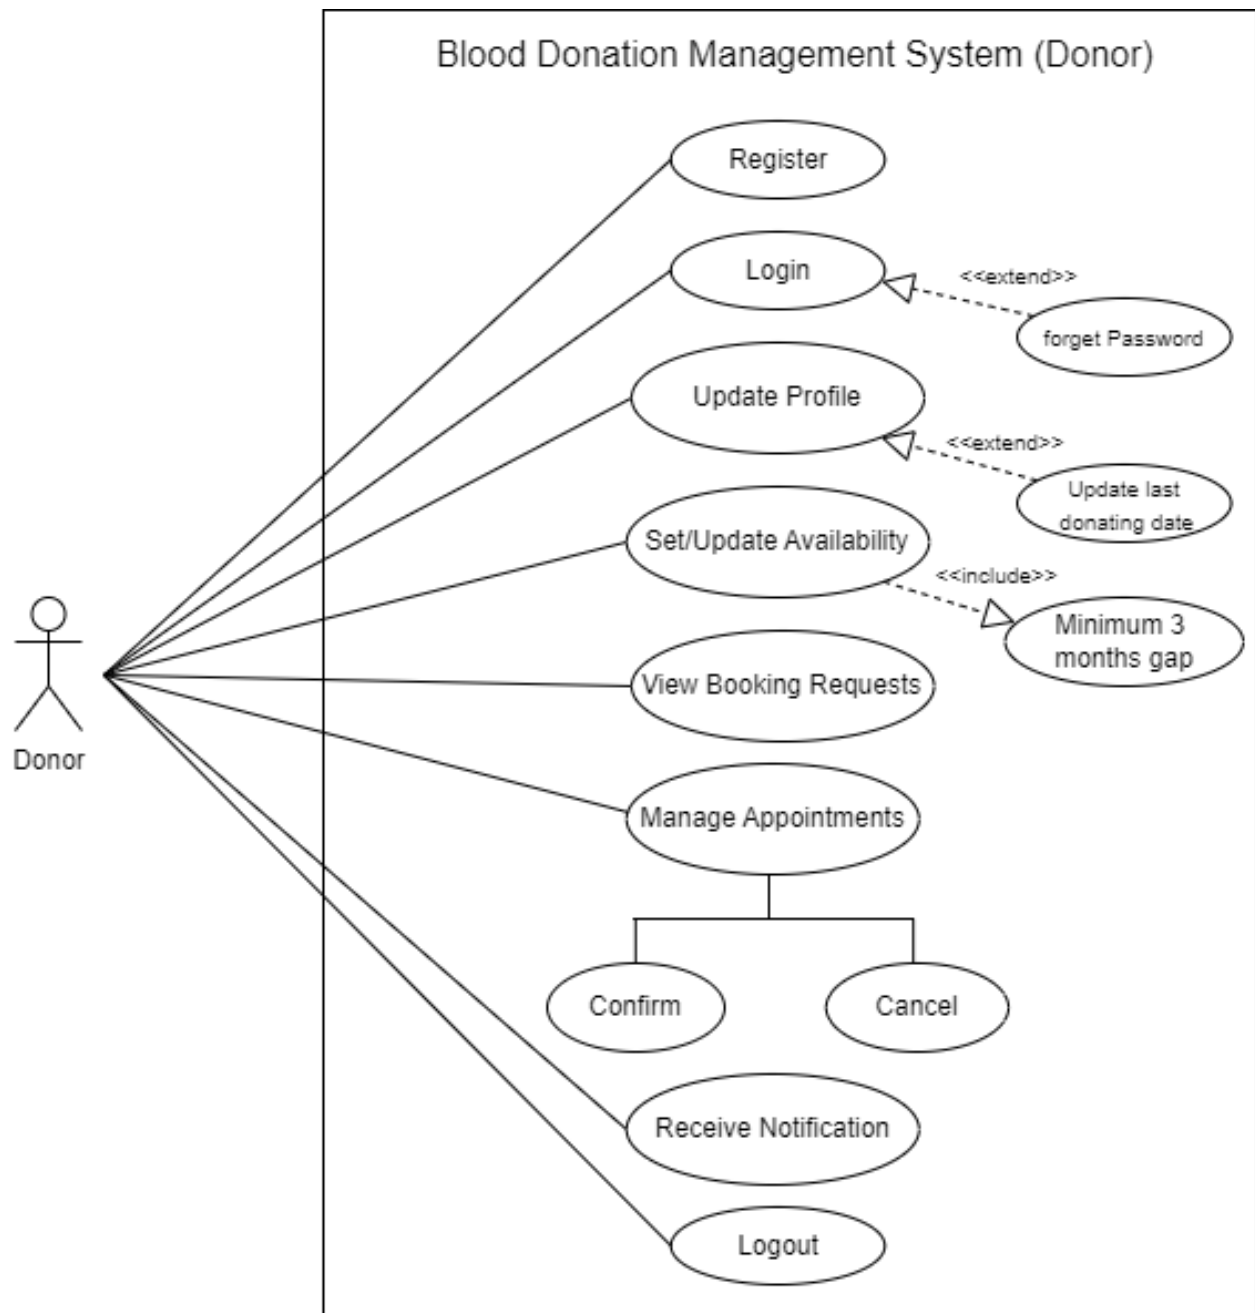 Blood Donation Management System (Donor)
Register
Login
<<extend>>
forget Password
Update Profile
<<extend>>
Update last
donating date
Set/Update Availability
<<include>>
Minimum 3
months gap
View Booking Requests
Donor
Manage Appointments
Confirm
Cancel
Receive Notification
Logout